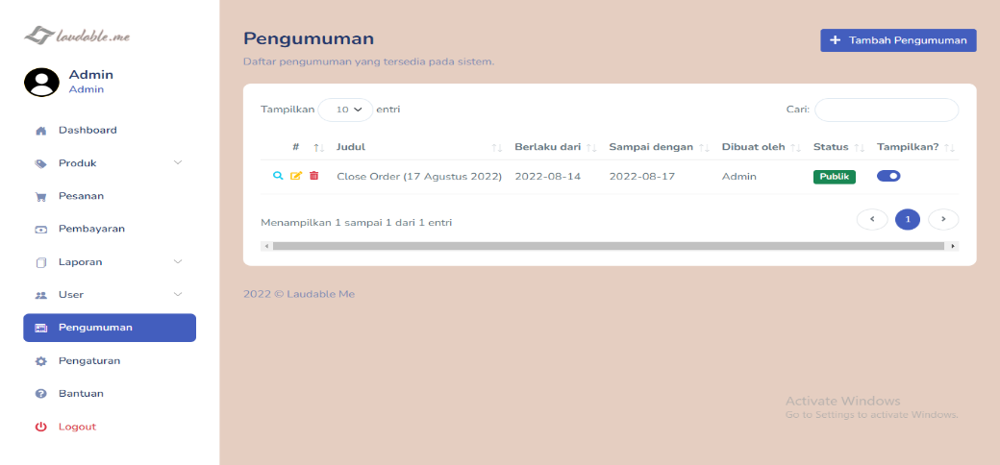 laudable.me
Admin
Admin
Dashboard
Produk
Pesanan
Pembayaran
Laporan
User
Pengumuman
Pengaturan
Bantuan
Logout
Pengumuman
Tambah Pengumuman
Daftar pengumuman yang tersedia pada sistem.
Tampilkan 10 entri Cari:
# Judul Berlaku dari Sampai dengan Dibuat oleh Status Tampilkan?
Close Order (17 Agustus 2022) 2022-08-14 2022-08-17 Admin Publik
Menampilkan 1 sampai 1 dari 1 entri 1
2022 © Laudable Me
Activate Windows
Go to Settings to activate Windows.